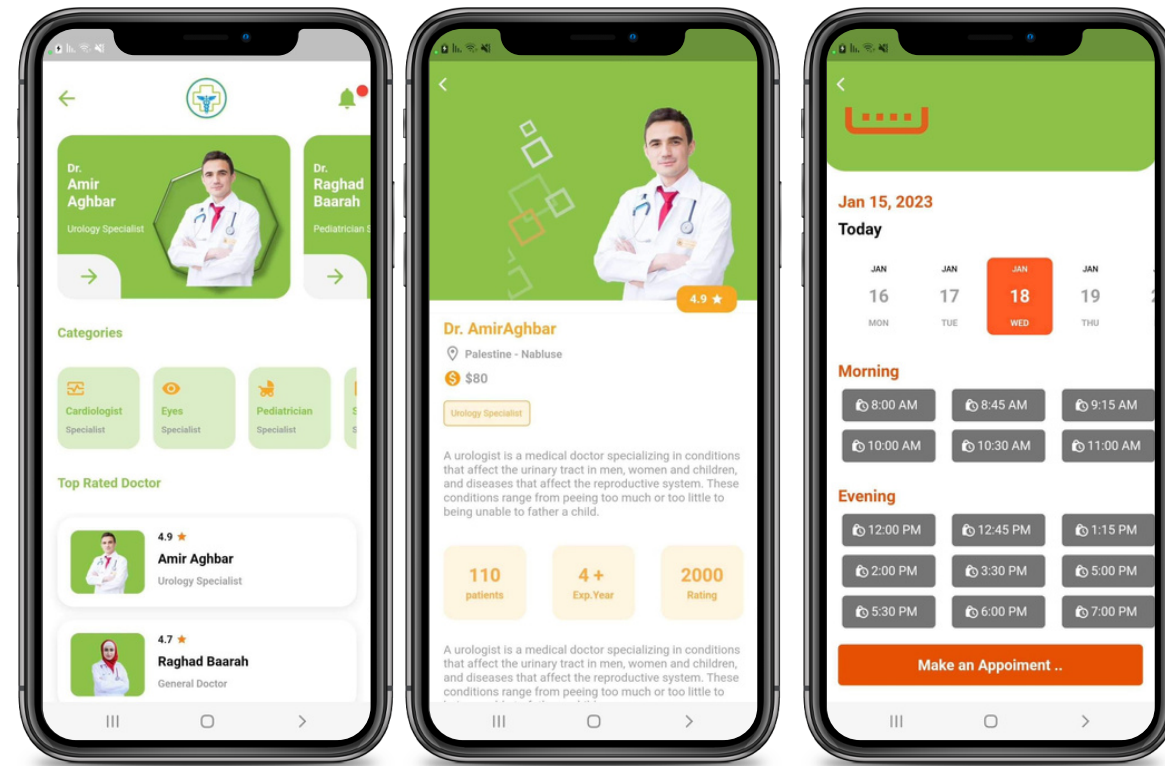 Dr.
Amir
Aghbar
Urology Specialist
Dr.
Raghad
Baarah
Pediatrician S
Categories
Cardiologist
Specialist
Eyes
Specialist
Pediatrician
Specialist
S
S
Top Rated Doctor
4.9
Amir Aghbar
Urology Specialist
4.7
Raghad Baarah
General Doctor
4.9
Dr. AmirAghbar
Palestine - Nabluse
$80
Urology Specialist
A urologist is a medical doctor specializing in conditions
that affect the urinary tract in men, women and children,
and diseases that affect the reproductive system. These
conditions range from peeing too much or too little to
being unable to father a child.
110
patients
4 +
Exp.Year
2000
Rating
A urologist is a medical doctor specializing in conditions
that affect the urinary tract in men, women and children,
and diseases that affect the reproductive system. These
conditions range from peeing too much or too little to
Jan 15, 2023
Today
JAN
16
MON
JAN
17
TUE
JAN
18
WED
JAN
19
THU
Morning
8:00 AM
8:45 AM
9:15 AM
10:00 AM
10:30 AM
11:00 AM
Evening
12:00 PM
12:45 PM
1:15 PM
2:00 PM
3:30 PM
5:00 PM
5:30 PM
6:00 PM
7:00 PM
Make an Appoiment ..